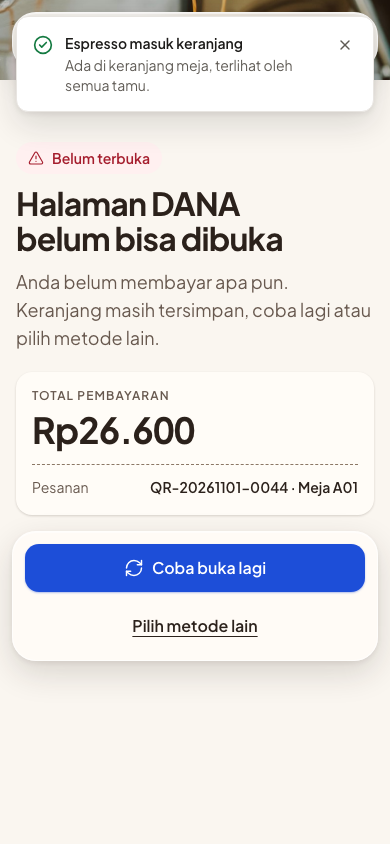 Espresso masuk keranjang
Ada di keranjang meja, terlihat oleh
semua tamu.
Belum terbuka
Halaman DANA
belum bisa dibuka
Anda belum membayar apa pun.
Keranjang masih tersimpan, coba lagi atau
pilih metode lain.
TOTAL PEMBAYARAN
Rp26.600
Pesanan QR-20261101-0044 · Meja A01
Coba buka lagi
Pilih metode lain